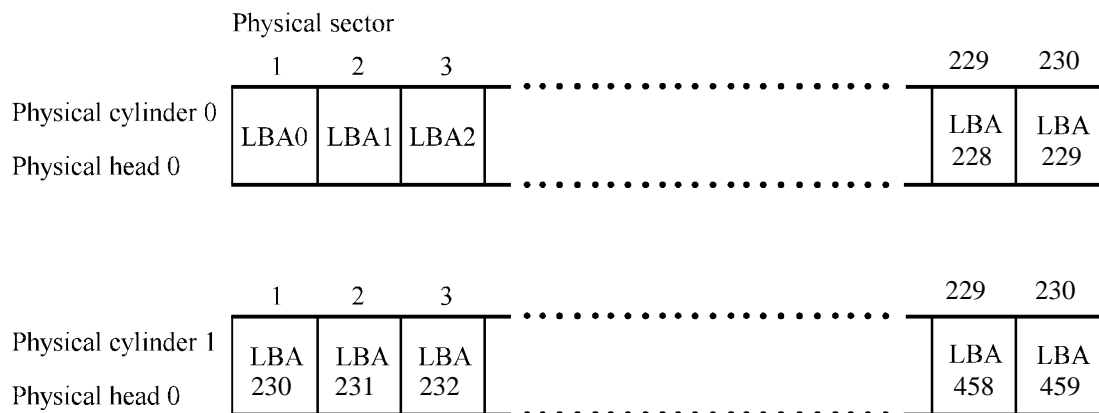 Physical sector
1 2 3 229 230
Physical cylinder 0
Physical head 0
LBA0 LBA1 LBA2 LBA LBA
228 229
1 2 3 229 230
Physical cylinder 1
Physical head 0
LBA LBA LBA LBA LBA
230 231 232 458 459